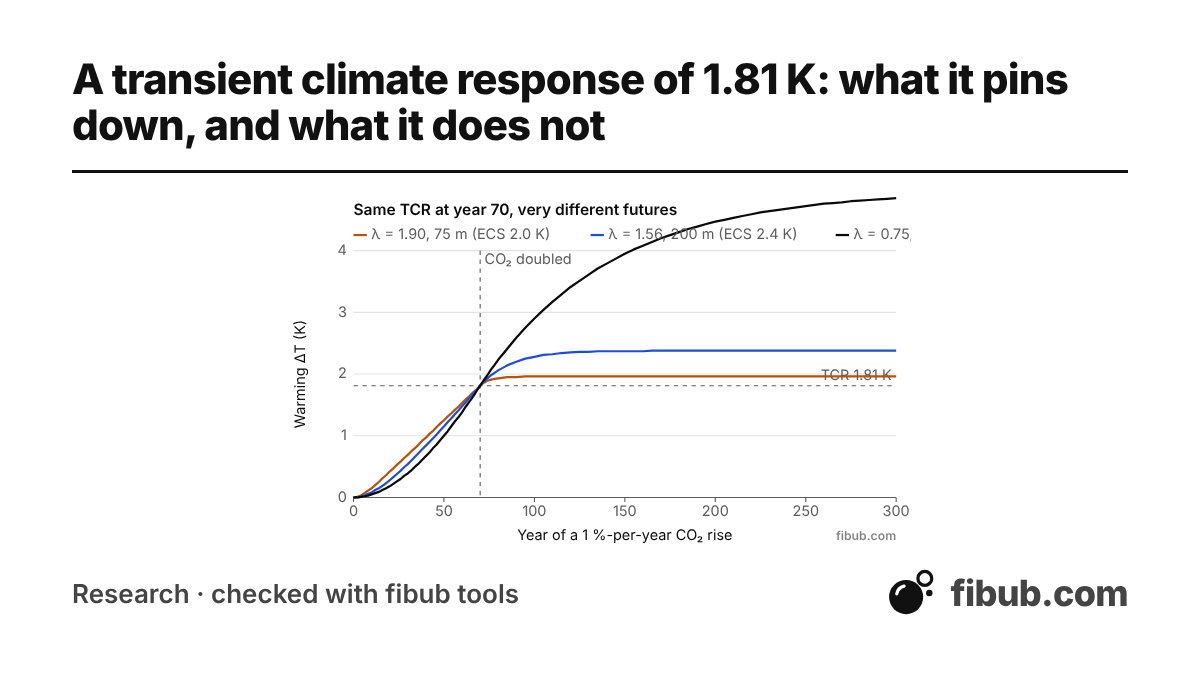 A transient climate response of 1.81 K: what it pins
down, and what it does not
Same TCR at year 70, very different futures
λ = 1.90, 75 m (ECS 2.0 K)
λ = 1.56, 200 m (ECS 2.4 K)
λ = 0.75,
CO₂ doubled
4
3
2
1
0
TCR 1.81 K
Warming ΔT (K)
0 50 100 150 200 250 300
Year of a 1 %-per-year CO₂ rise
fibub.com
Research · checked with fibub tools
fibub.com